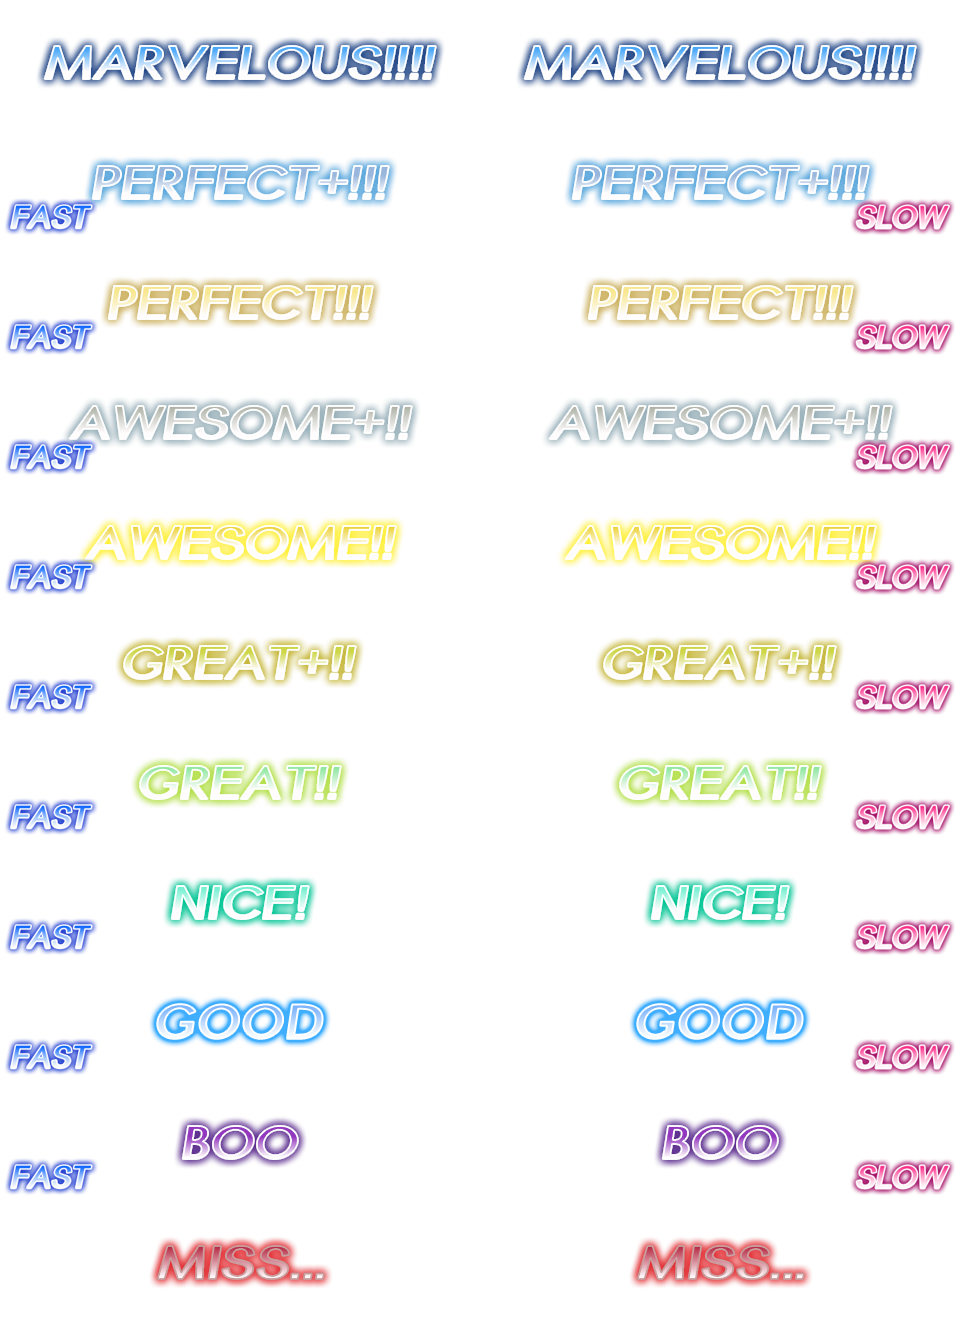 MARVELOUS!!!! MARVELOUS!!!!
PERFECT+!!! PERFECT+!!!
FAST SLOW
PERFECT!!! PERFECT!!!
FAST SLOW
AWESOME+!! AWESOME+!!
FAST SLOW
AWESOME!! AWESOME!!
FAST SLOW
GREAT+!! GREAT+!!
FAST SLOW
GREAT!! GREAT!!
FAST SLOW
NICE! NICE!
FAST SLOW
GOOD GOOD
FAST SLOW
BOO BOO
FAST SLOW
MISS... MISS...